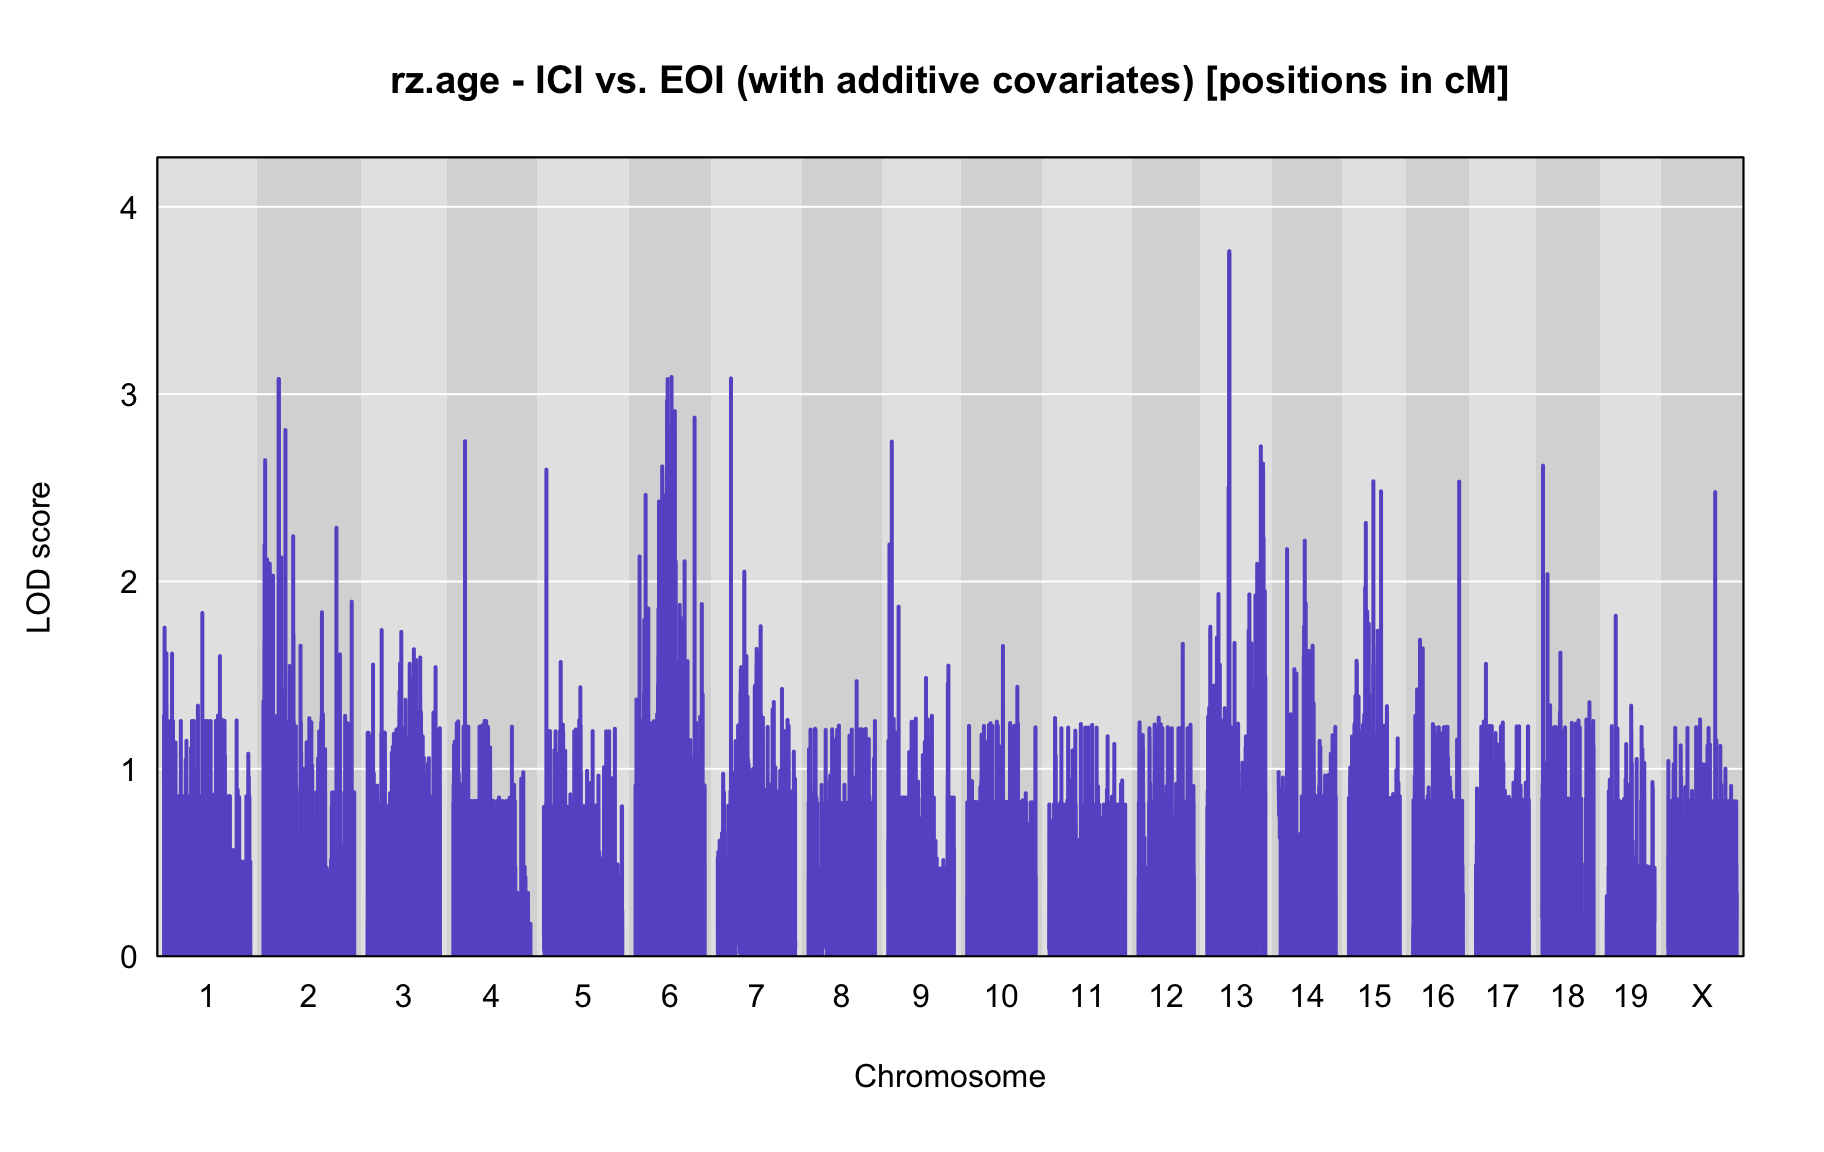 rz.age - ICI vs. EOI (with additive covariates) [positions in cM]
4
3
2
1
0
LOD score
1 2 3 4 5 6 7 8 9 10 11 12 13 14 15 16 17 18 19 X
Chromosome